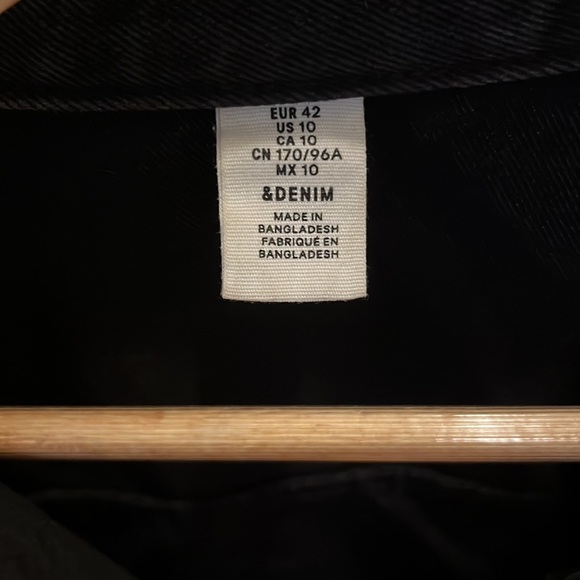 EUR 42
US 10
CA 10
CN 170/96A
MX 10
&DENIM
MADE IN
BANGLADESH
FABRIQUÉ EN
BANGLADESH